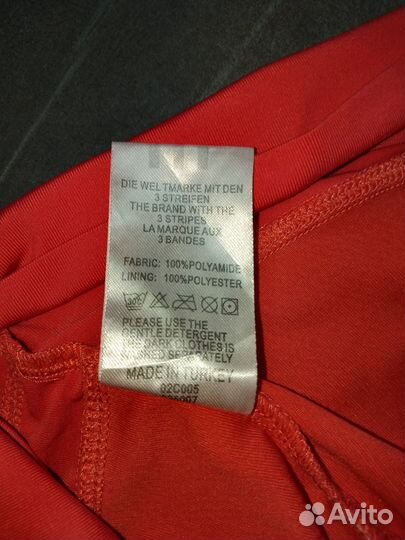 DIE WELTMARKE MIT DEN
3 STREIFEN
THE BRAND WITH THE
3 STRIPES
LA MARQUE AUX
3 BANDES
FABRIC: 100%POLYAMIDE
LINING: 100%POLYESTER
30°
PLEASE USE THE
GENTLE DETERGENT
THE DARK CLOTHES IS
WASHED SEPARATELY
MADE IN TURKEY
02C005
Avito